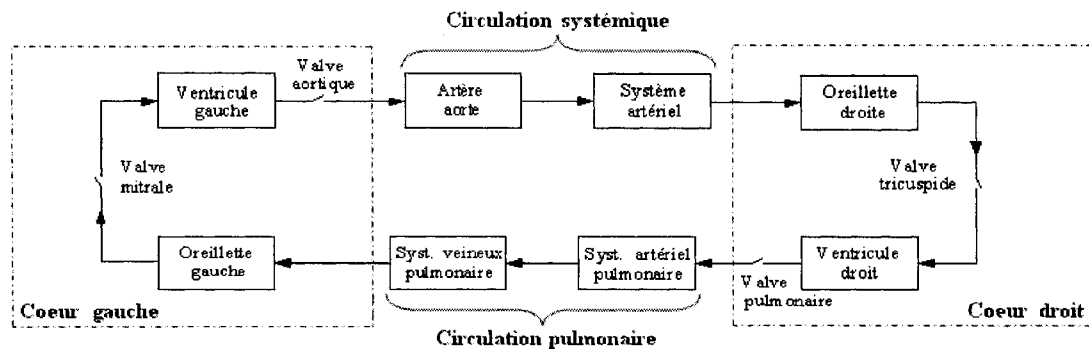 Circulation systémique
Valve
aortique
Ventricule
gauche
Artère
aorte
Système
artériel
Oreillette
droite
Valve
mitrale
Valve
tricuspide
Oreillette
gauche
Syst. veineux
pulmonaire
Syst. artériel
pulmonaire
Ventricule
droit
Valve
pulmonaire
Coeur gauche
Circulation pulmonaire
Coeur droit